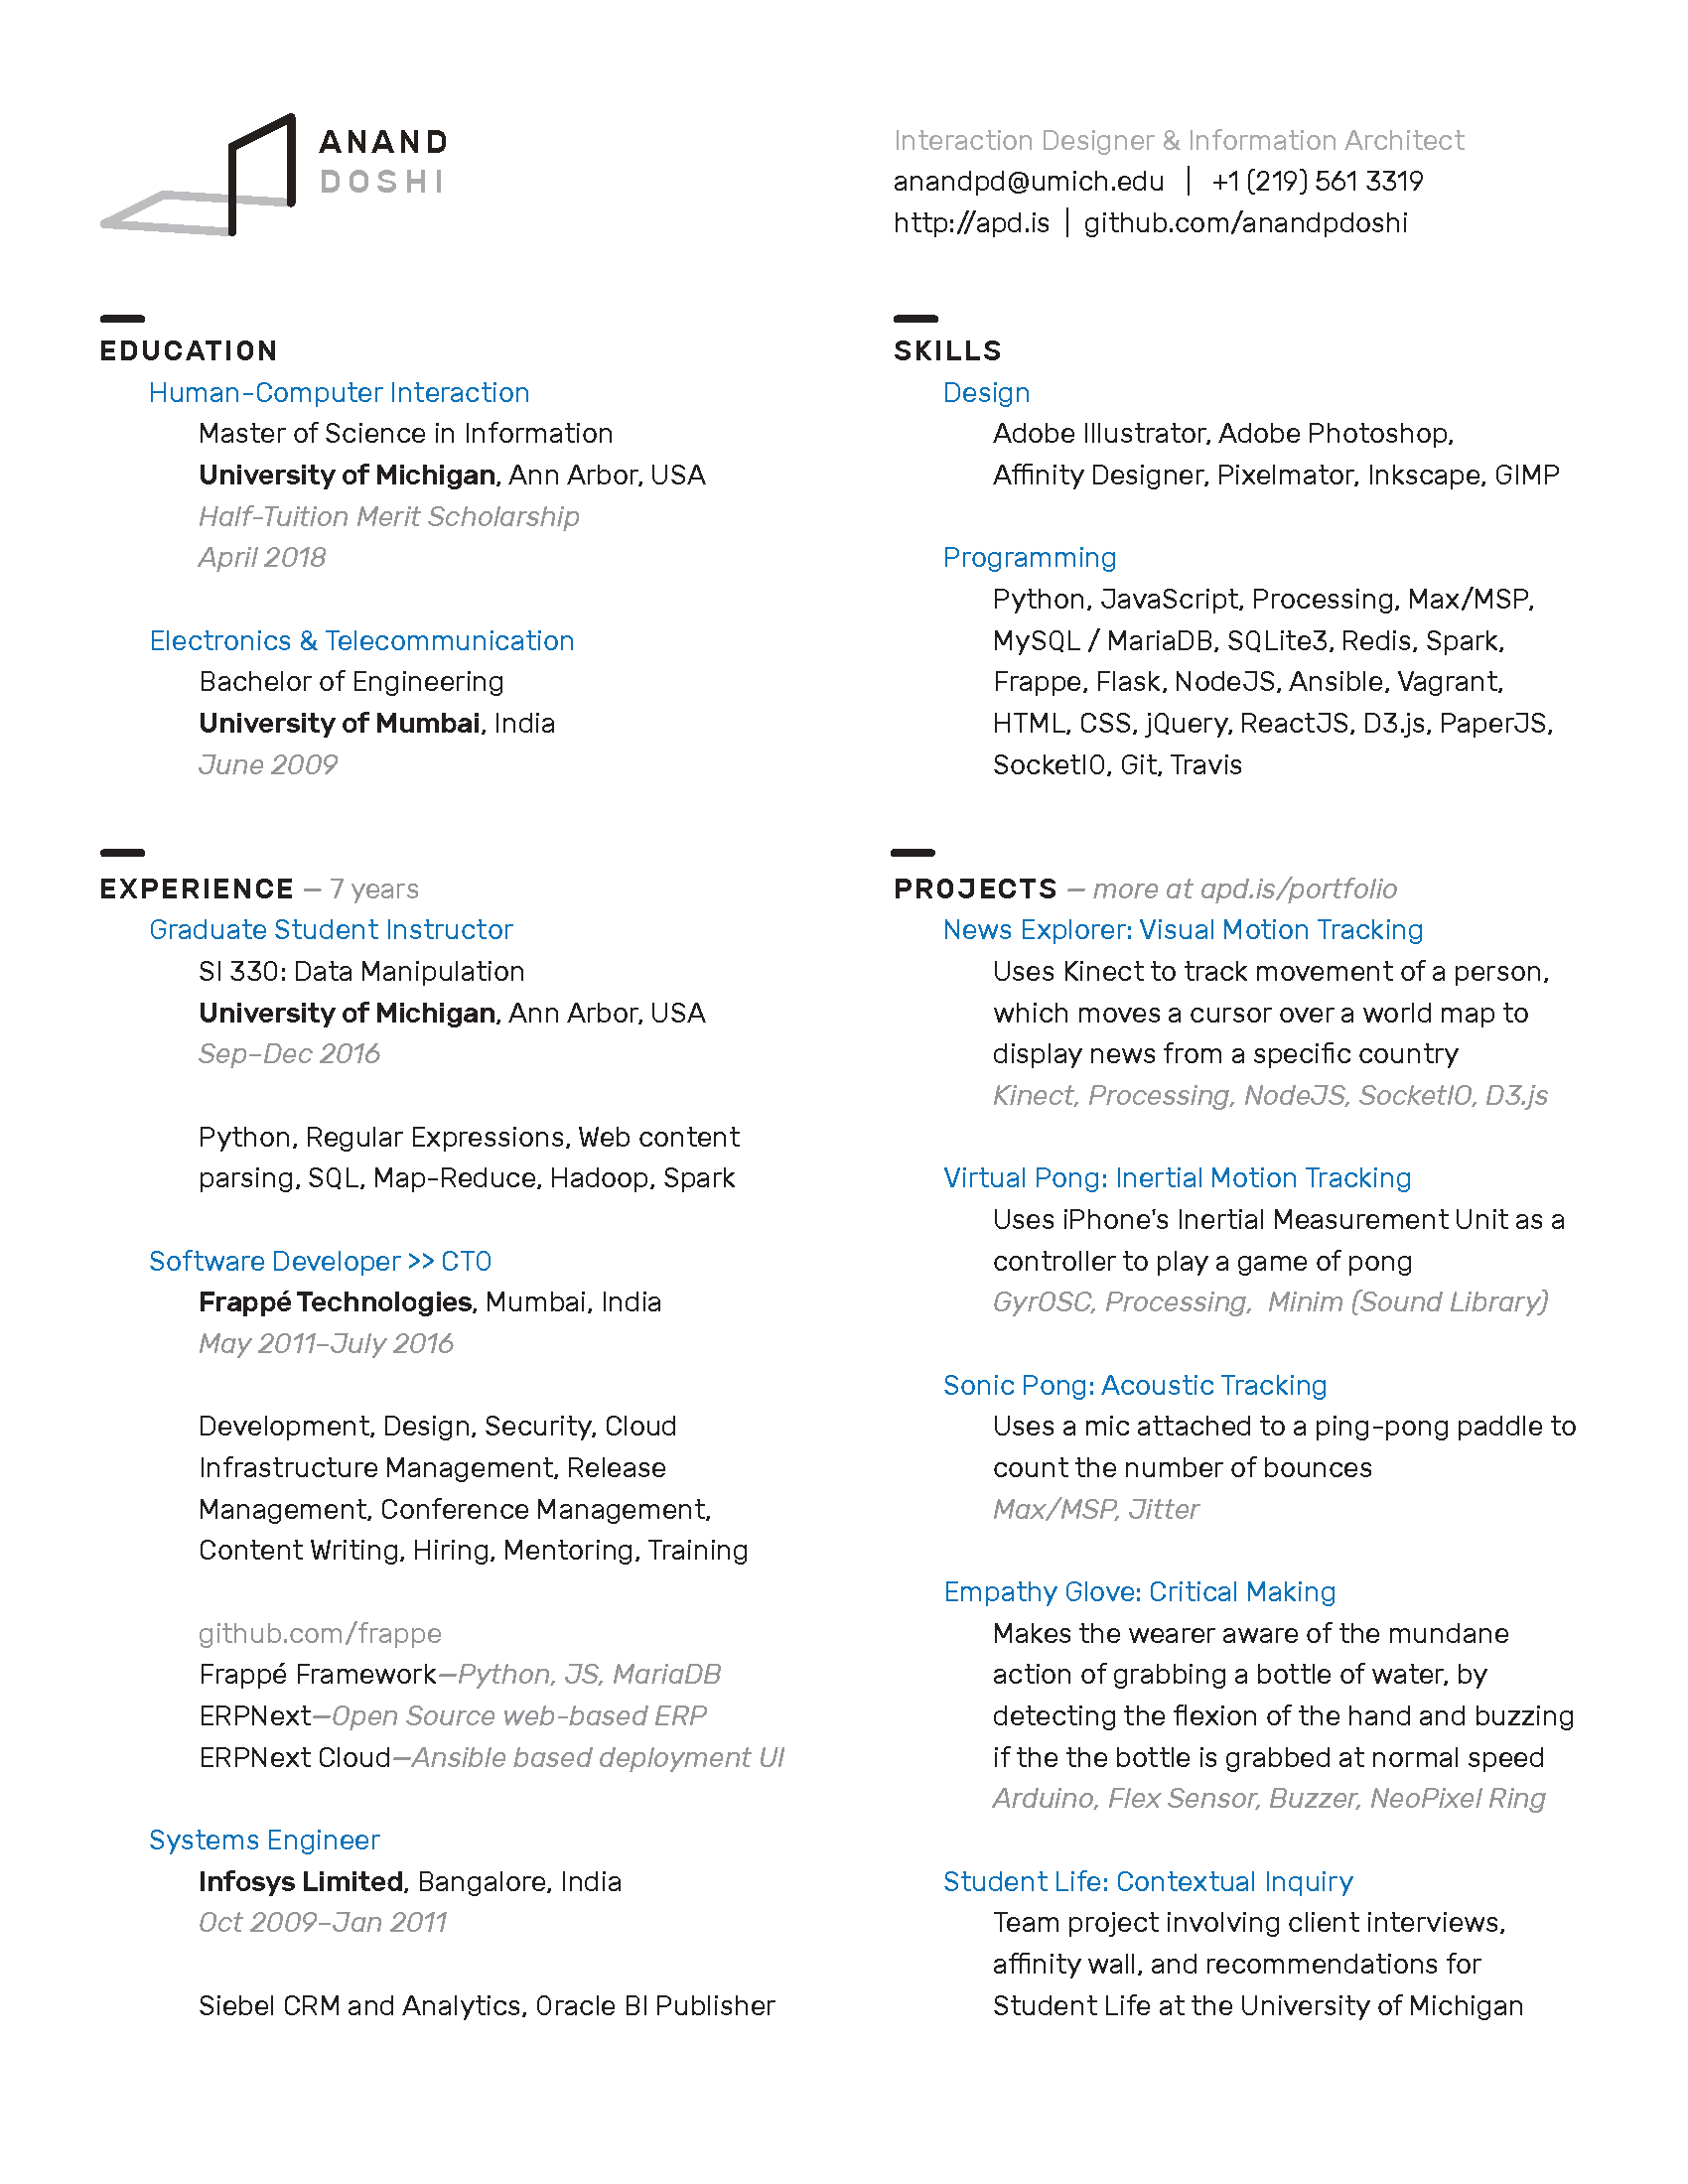 ANAND
DOSHI
Interaction Designer & Information Architect
anandpd@umich.edu | +1 (219) 561 3319
http://apd.is | github.com/anandpdoshi
EDUCATION
Human-Computer Interaction
Master of Science in Information
University of Michigan, Ann Arbor, USA
Half-Tuition Merit Scholarship
April 2018
Electronics & Telecommunication
Bachelor of Engineering
University of Mumbai, India
June 2009
EXPERIENCE – 7 years
Graduate Student Instructor
SI 330: Data Manipulation
University of Michigan, Ann Arbor, USA
Sep–Dec 2016
Python, Regular Expressions, Web content
parsing, SQL, Map-Reduce, Hadoop, Spark
Software Developer >> CTO
Frappé Technologies, Mumbai, India
May 2011–July 2016
Development, Design, Security, Cloud
Infrastructure Management, Release
Management, Conference Management,
Content Writing, Hiring, Mentoring, Training
github.com/frappe
Frappé Framework—Python, JS, MariaDB
ERPNext—Open Source web-based ERP
ERPNext Cloud—Ansible based deployment UI
Systems Engineer
Infosys Limited, Bangalore, India
Oct 2009–Jan 2011
Siebel CRM and Analytics, Oracle BI Publisher
SKILLS
Design
Adobe Illustrator, Adobe Photoshop,
Affinity Designer, Pixelmator, Inkscape, GIMP
Programming
Python, JavaScript, Processing, Max/MSP,
MySQL / MariaDB, SQLite3, Redis, Spark,
Frappe, Flask, NodeJS, Ansible, Vagrant,
HTML, CSS, jQuery, ReactJS, D3.js, PaperJS,
SocketIO, Git, Travis
PROJECTS – more at apd.is/portfolio
News Explorer: Visual Motion Tracking
Uses Kinect to track movement of a person,
which moves a cursor over a world map to
display news from a specific country
Kinect, Processing, NodeJS, SocketIO, D3.js
Virtual Pong: Inertial Motion Tracking
Uses iPhone's Inertial Measurement Unit as a
controller to play a game of pong
GyrOSC, Processing, Minim (Sound Library)
Sonic Pong: Acoustic Tracking
Uses a mic attached to a ping-pong paddle to
count the number of bounces
Max/MSP, Jitter
Empathy Glove: Critical Making
Makes the wearer aware of the mundane
action of grabbing a bottle of water, by
detecting the flexion of the hand and buzzing
if the the bottle is grabbed at normal speed
Arduino, Flex Sensor, Buzzer, NeoPixel Ring
Student Life: Contextual Inquiry
Team project involving client interviews,
affinity wall, and recommendations for
Student Life at the University of Michigan